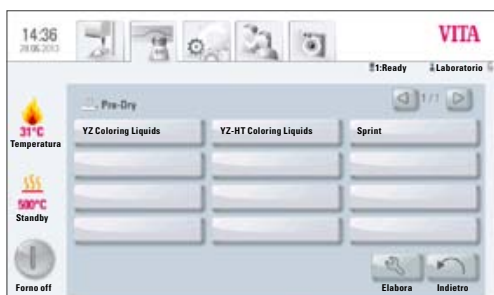 14:36
28.06.2013
VITA
1:Ready
Laboratorio
Pre-Dry
1/1
31°C
Temperatura
YZ Coloring Liquids
YZ-HT Coloring Liquids
Sprint
500°C
Standby
Forno off
Elabora
Indietro